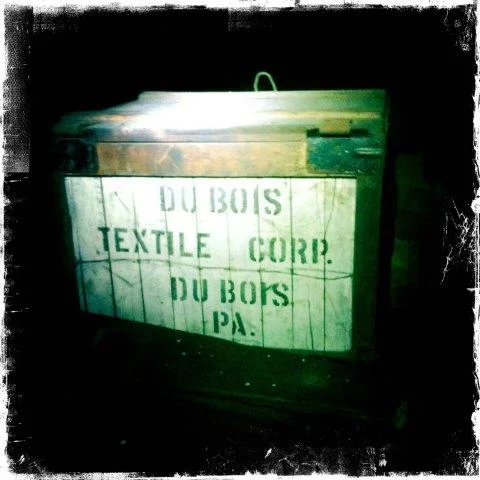 DU BOIS
TEXTILE CORP.
DU BOIS
PA.